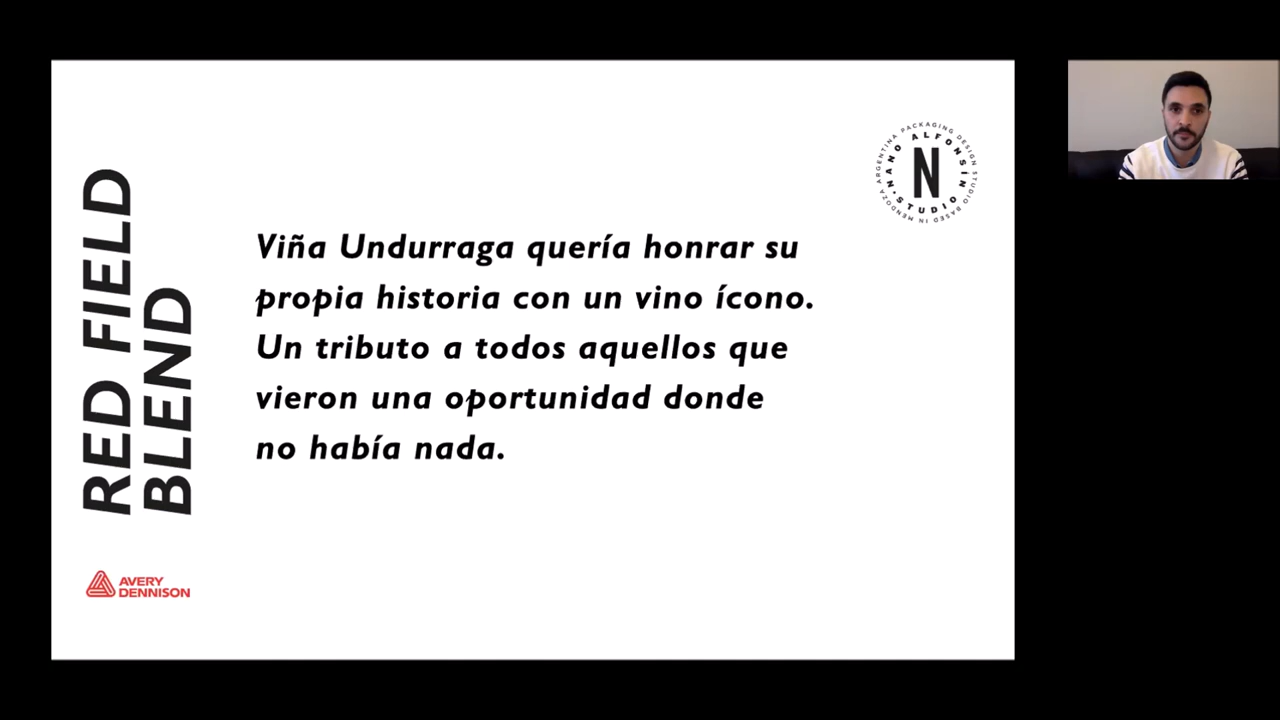 RED FIELD
BLEND
Viña Undurraga quería honrar su
propia historia con un vino ícono.
Un tributo a todos aquellos que
vieron una oportunidad donde
no había nada.
ARGENTINA PACKAGING DESIGN STUDIO BASED IN MENDOZA
NANO ALFONSÍN
N
• STUDIO
AVERY
DENNISON